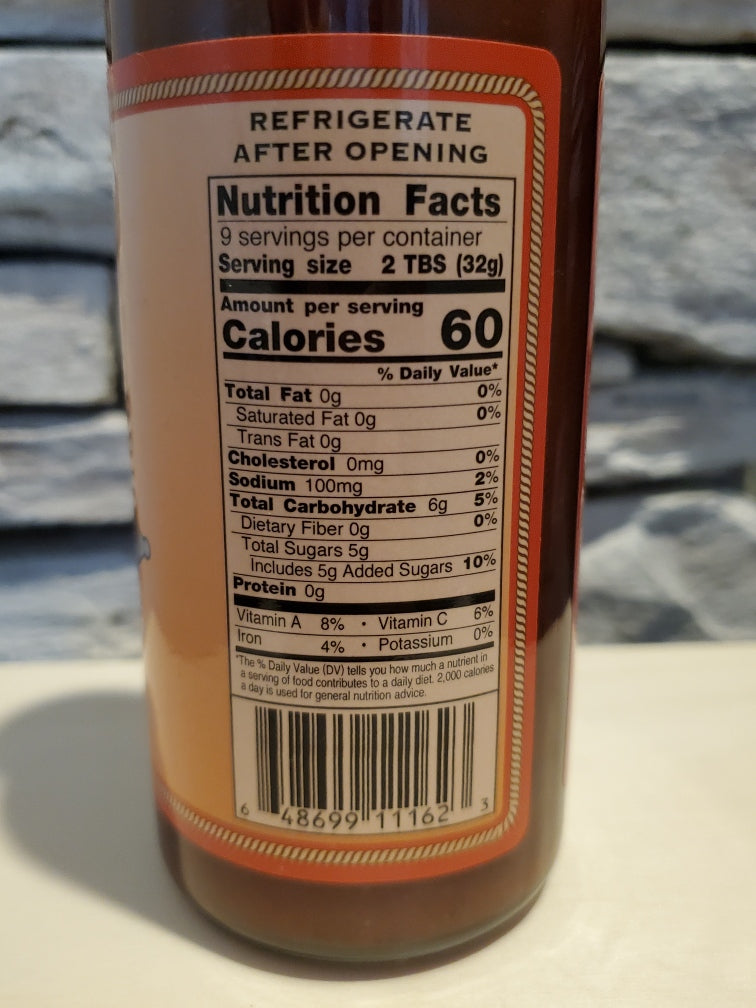 REFRIGERATE
AFTER OPENING
Nutrition Facts
9 servings per container
Serving size 2 TBS (32g)
Amount per serving
Calories 60
% Daily Value*
Total Fat 0g 0%
Saturated Fat 0g 0%
Trans Fat 0g
Cholesterol 0mg 0%
Sodium 100mg 2%
Total Carbohydrate 6g 5%
Dietary Fiber 0g 0%
Total Sugars 5g
Includes 5g Added Sugars 10%
Protein 0g
Vitamin A 8% • Vitamin C 6%
Iron 4% • Potassium 0%
*The % Daily Value (DV) tells you how much a nutrient in
a serving of food contributes to a daily diet. 2,000 calories
a day is used for general nutrition advice.
6 48699 11162 3